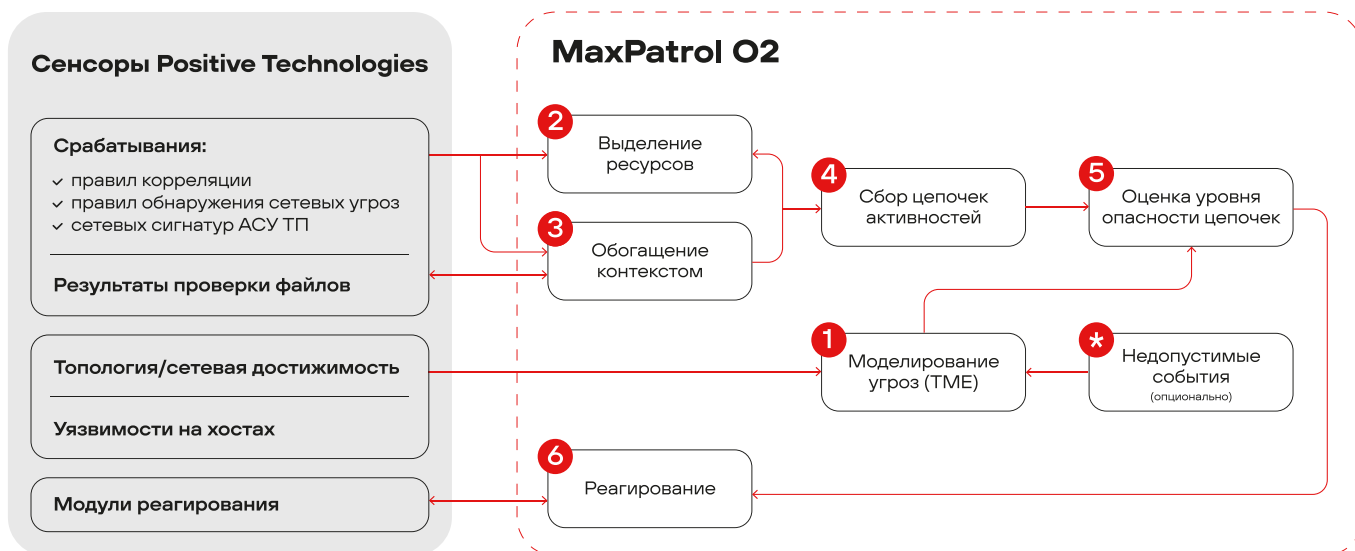 Сенсоры Positive Technologies
Срабатывания:
правил корреляции
правил обнаружения сетевых угроз
сетевых сигнатур АСУ ТП
Результаты проверки файлов
Топология/сетевая достижимость
Уязвимости на хостах
Модули реагирования
MaxPatrol O2
2
Выделение
ресурсов
3
Обогащение
контекстом
4
Сбор цепочек
активностей
5
Оценка уровня
опасности цепочек
1
Моделирование
угроз (TME)
*
Недопустимые
события
(опционально)
6
Реагирование